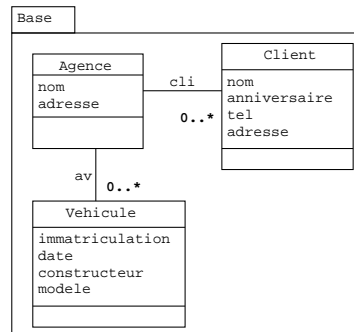 Base
Agence
nom
adresse
cli
0..*
Client
nom
anniversaire
tel
adresse
av
0..*
Vehicule
immatriculation
date
constructeur
modele